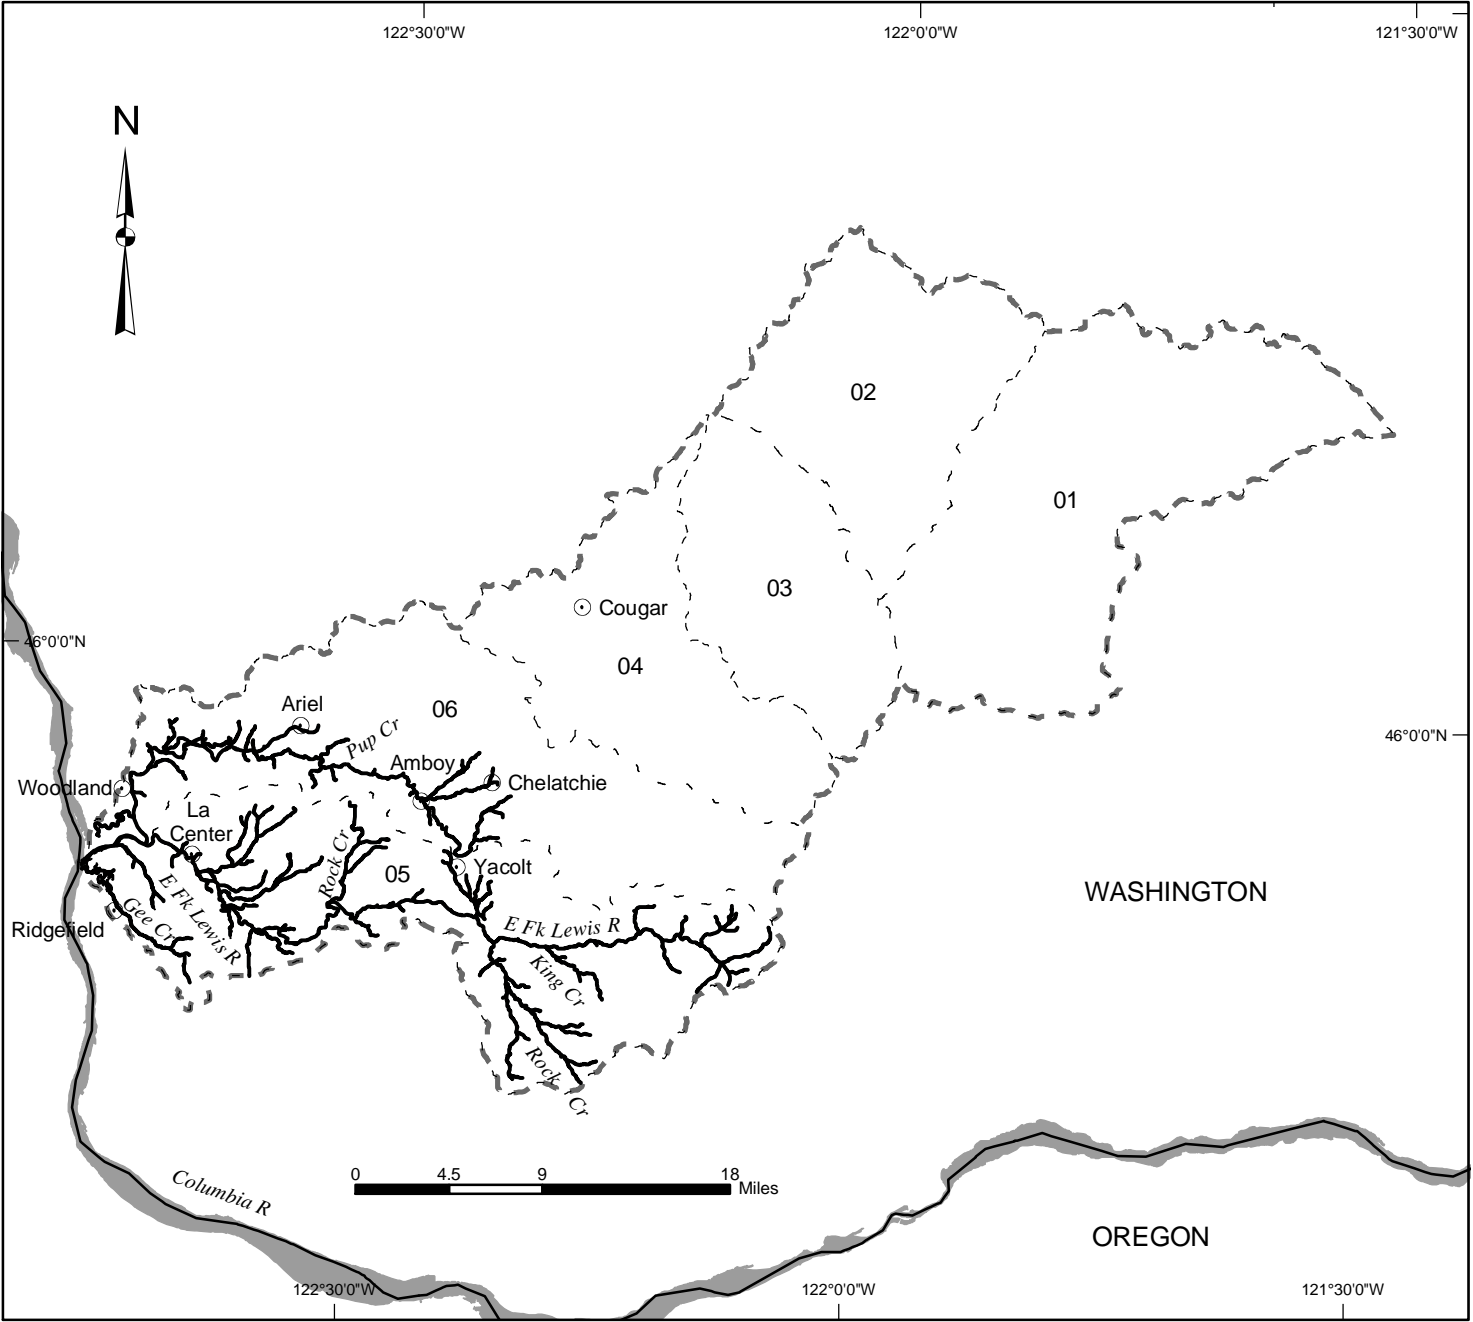 122°30'0"W
122°0'0"W
121°30'0"W
N
02
01
03
Cougar
46°0'0"N
04
Ariel
06
Pup Cr
46°0'0"N
Amboy
Woodland
Chelatchie
La
Center
Rock Cr
05
Yacolt
WASHINGTON
E Fk Lewis R
Gee Cr
Ridgefield
E Fk Lewis R
King Cr
Rock Cr
0 4.5 9 18
Miles
Columbia R
OREGON
122°30'0"W
122°0'0"W
121°30'0"W